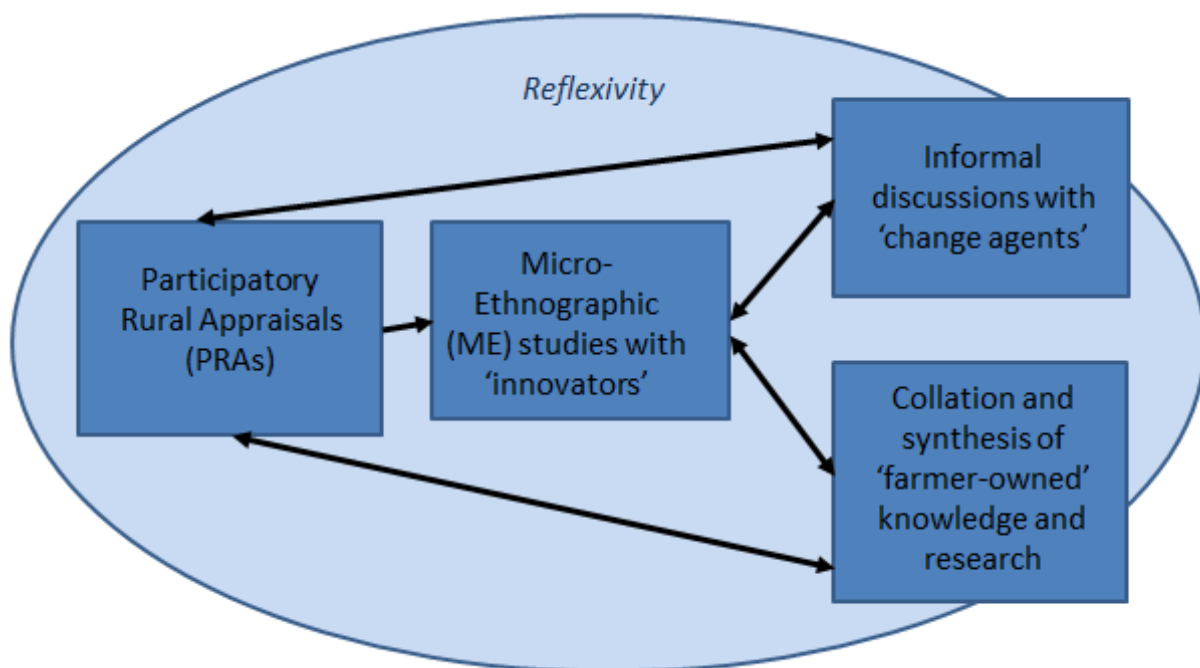 Reflexivity
Participatory
Rural Appraisals
(PRAs)
Micro-
Ethnographic
(ME) studies with
‘innovators’
Informal
discussions with
‘change agents’
Collation and
synthesis of
‘farmer-owned’
knowledge and
research